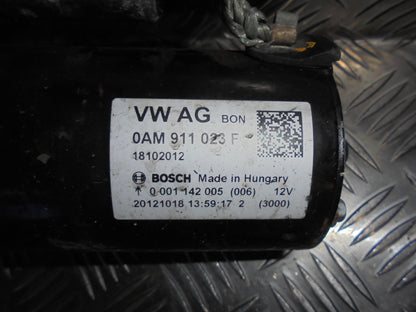 VW AG BON
0AM 911 023 F
18102012
BOSCH Made in Hungary
↑ 0 001 142 005 (006) 12V
20121018 13:59:17 2 (3000)